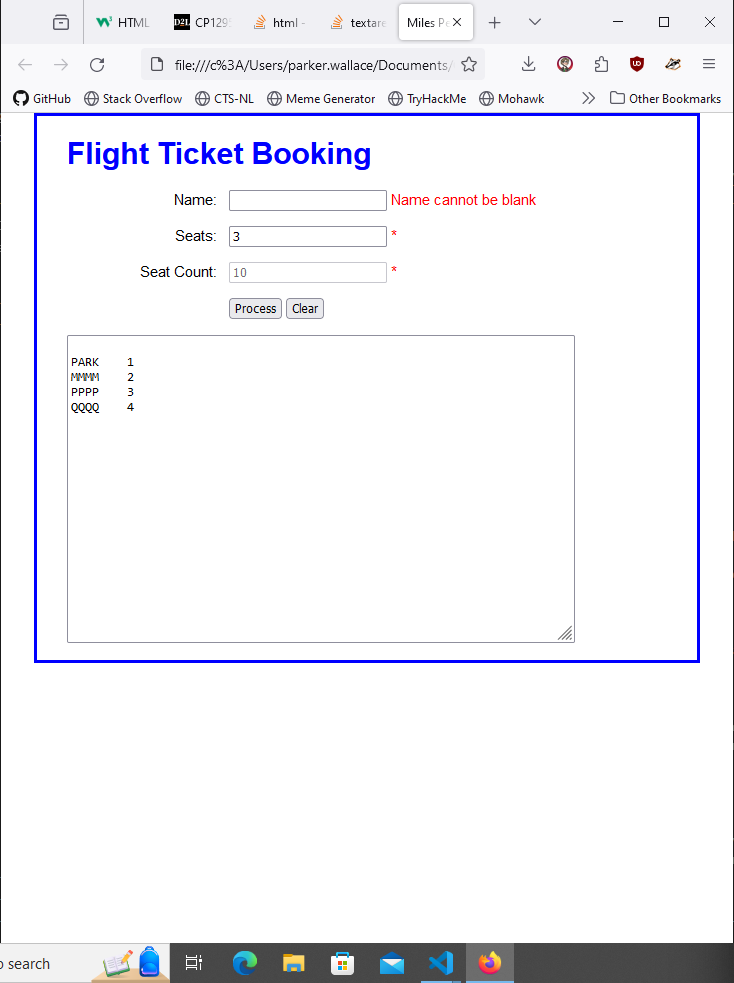 HTML
D2L CP129
html -
textare
Miles Pe
file:///c%3A/Users/parker.wallace/Documents/
GitHub Stack Overflow CTS-NL Meme Generator TryHackMe Mohawk Other Bookmarks
Flight Ticket Booking
Name: Name cannot be blank
Seats: 3 *
Seat Count: 10 *
Process Clear
PARK 1
MMMM 2
PPPP 3
QQQQ 4
o search